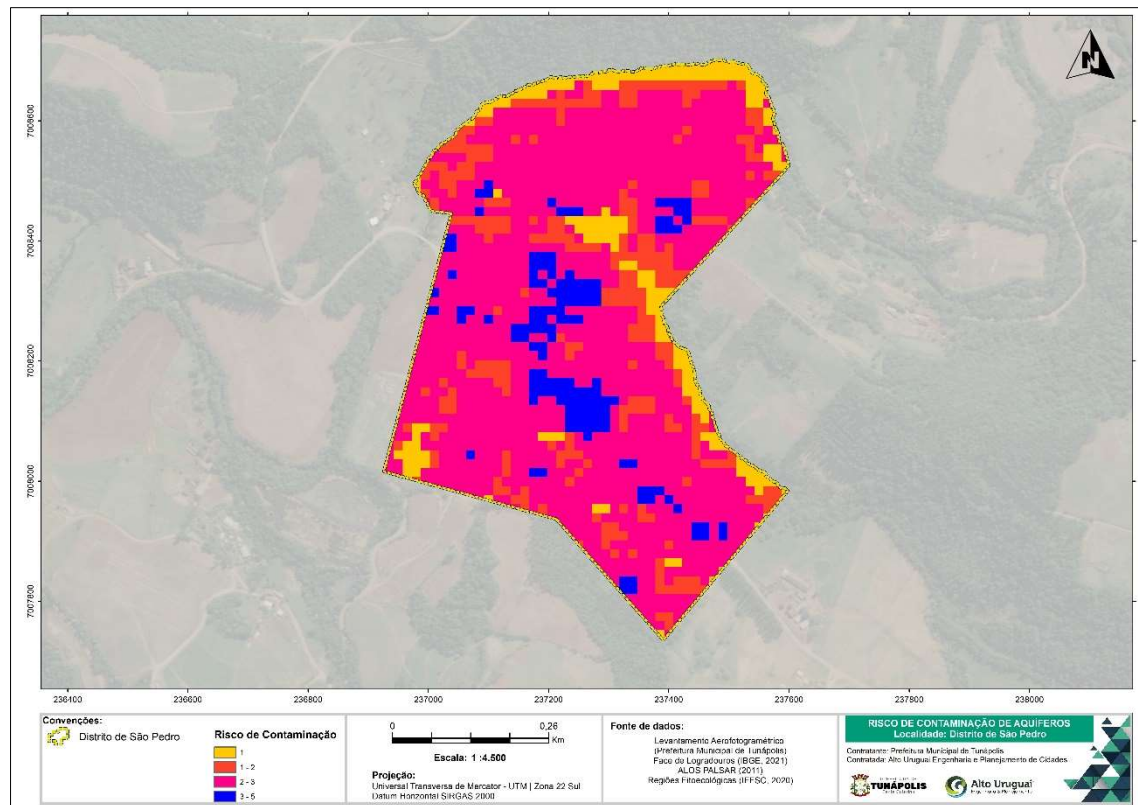 N
7008600
7008400
7008200
7008000
7007800
236400
236600
236800
237000
237200
237400
237600
237800
238000
Convenções:
Distrito de São Pedro
Risco de Contaminação
1
1 - 2
2 - 3
3 - 5
0
0,26
Km
Escala: 1 :4.500
Projeção:
Universal Transversa de Mercator - UTM | Zona 22 Sul
Datum Horizontal SIRGAS 2000
Fonte de dados:
Levantamento Aerofotogramétrico
(Prefeitura Municipal de Tunápolis)
Face de Logradouros (IBGE, 2021)
ALOS PALSAR (2011)
Regiões Fitoecológicas (IFFSC, 2020)
RISCO DE CONTAMINAÇÃO DE AQUÍFEROS
Localidade: Distrito de São Pedro
Contratante: Prefeitura Municipal de Tunápolis
Contratada: Alto Uruguai Engenharia e Planejamento de Cidades
TUNÁPOLIS
Alto Uruguai